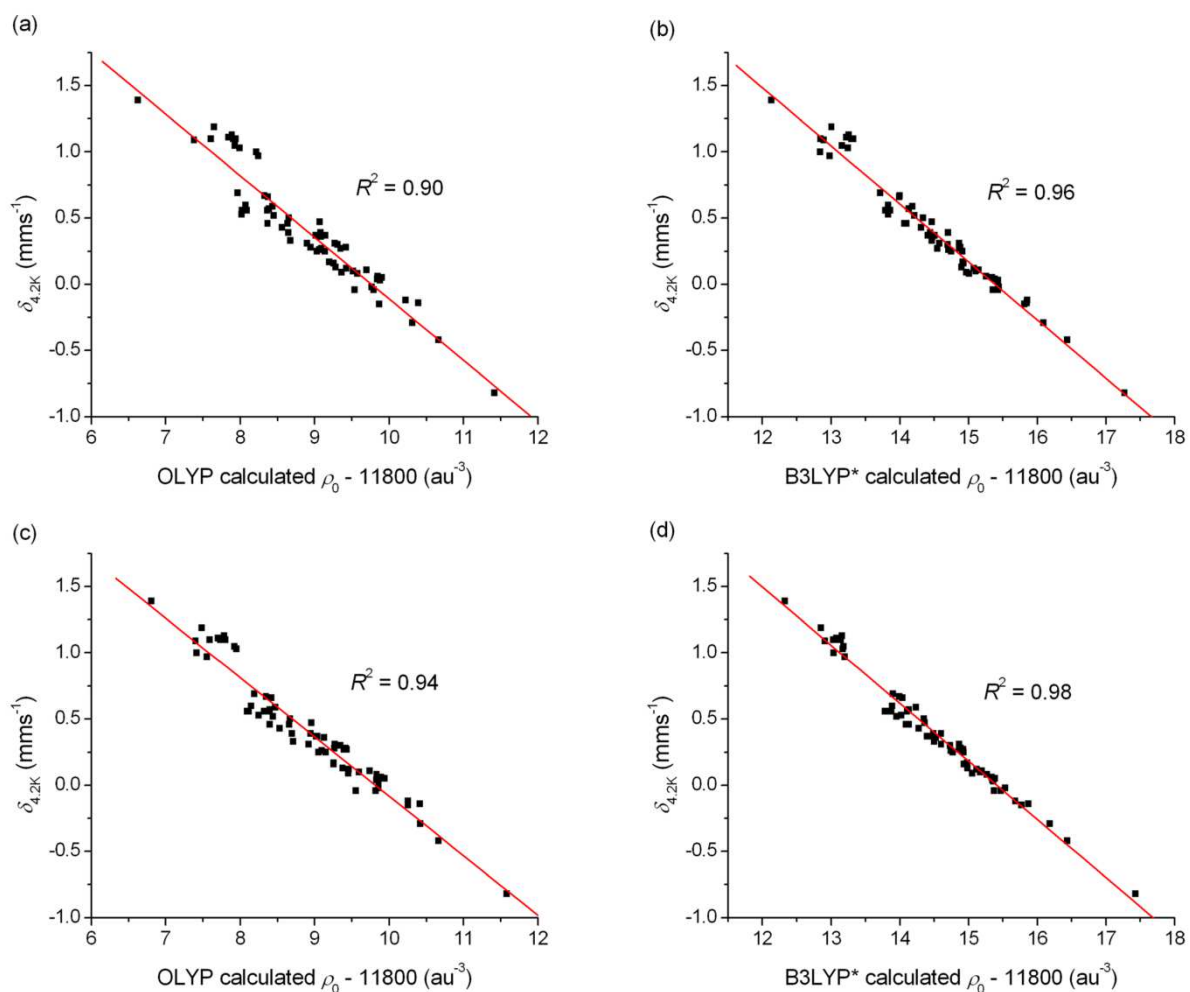 (a)
1.5
1.0
0.5
0.0
-0.5
-1.0
δ4.2K (mms-1)
R2 = 0.90
6 7 8 9 10 11 12
OLYP calculated ρ0 - 11800 (au-3)
(b)
1.5
1.0
0.5
0.0
-0.5
-1.0
δ4.2K (mms-1)
R2 = 0.96
12 13 14 15 16 17 18
B3LYP* calculated ρ0 - 11800 (au-3)
(c)
1.5
1.0
0.5
0.0
-0.5
-1.0
δ4.2K (mms-1)
R2 = 0.94
6 7 8 9 10 11 12
OLYP calculated ρ0 - 11800 (au-3)
(d)
1.5
1.0
0.5
0.0
-0.5
-1.0
δ4.2K (mms-1)
R2 = 0.98
12 13 14 15 16 17 18
B3LYP* calculated ρ0 - 11800 (au-3)